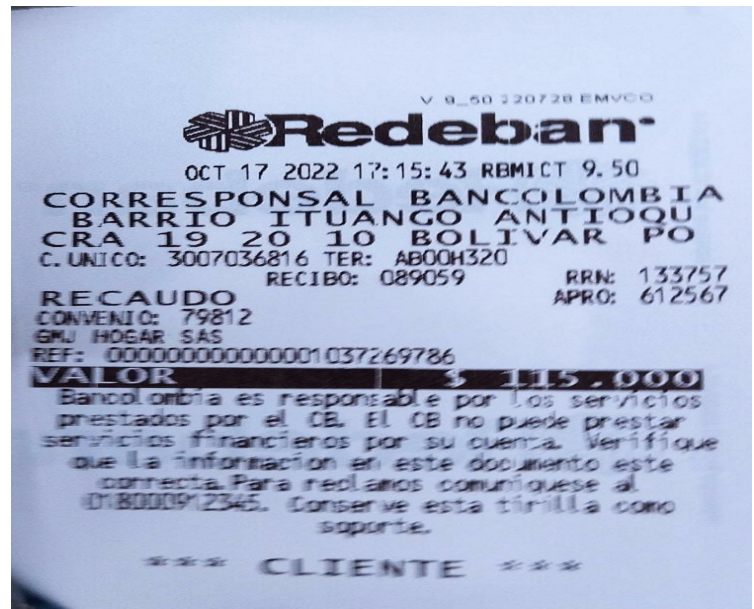 V 9_50 220728 EMVCO
Redeban
OCT 17 2022 17:15:43 RBMICT 9.50
CORRESPONSAL BANCOLOMBIA
BARRIO ITUANGO ANTIOQU
CRA 19 20 10 BOLIVAR PO
C.UNICO: 3007036816 TER: AB00H320
RECIBO: 089059 RRN: 133757
RECAUDO APRO: 612567
CONVENIO: 79812
GMJ HOGAR SAS
REF: 000000000000001037269786
VALOR $ 115.000
Bancolombia es responsable por los servicios
prestados por el CB. El CB no puede prestar
servicios financieros por su cuenta. Verifique
que la informacion en este documento este
correcta.Para reclamos comuniquese al
018000912345. Conserve esta tirilla como
soporte.
*** CLIENTE ***